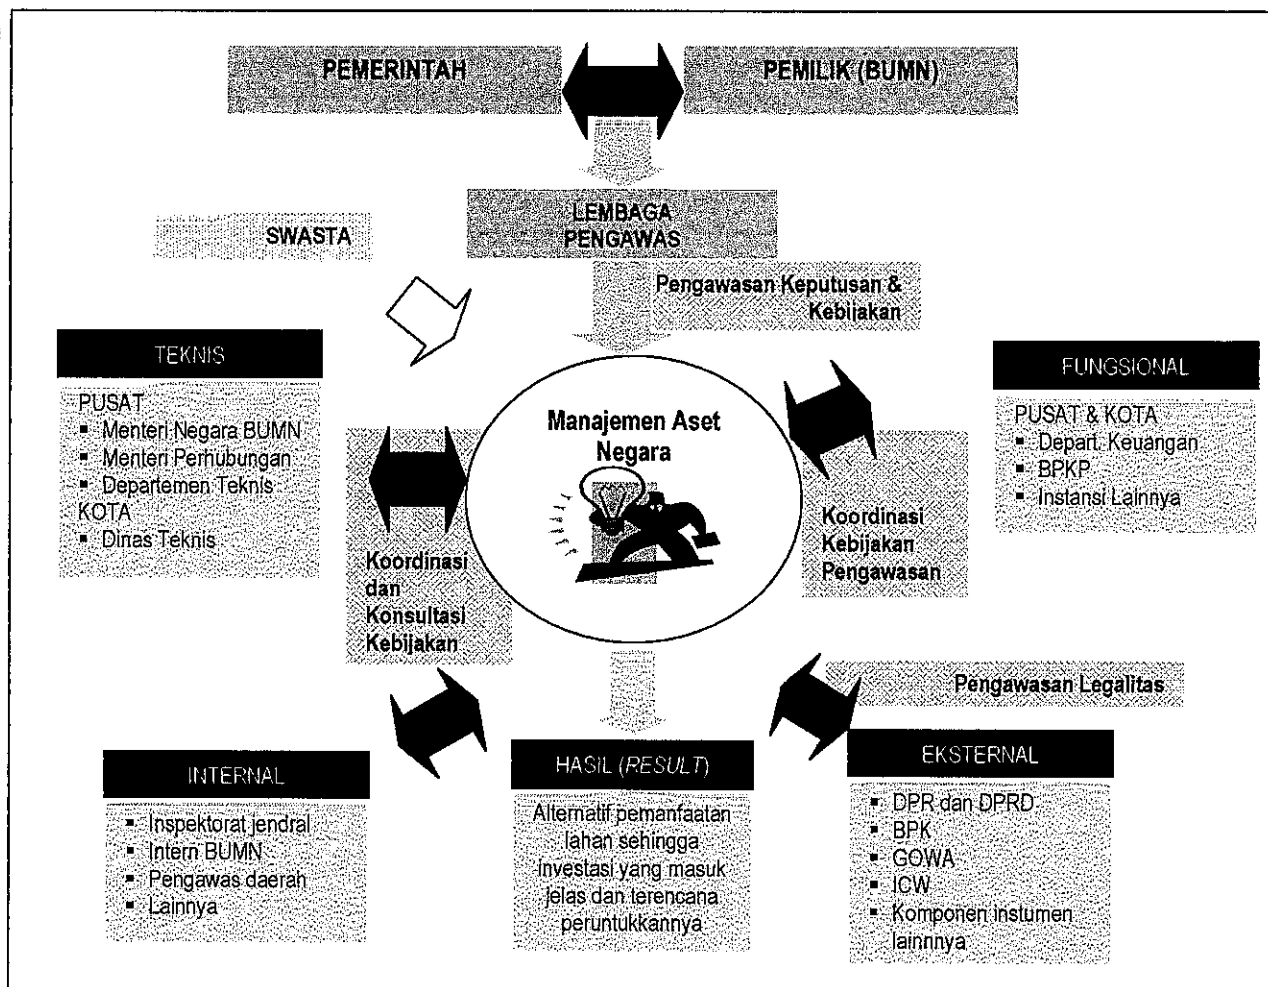 PEMERINTAH
PEMILIK (BUMN)
LEMBAGA
PENGAWAS
SWASTA
Pengawasan Keputusan &
Kebijakan
TEKNIS
PUSAT
▪ Menteri Negara BUMN
▪ Menteri Perhubungan
▪ Departemen Teknis
KOTA
▪ Dinas Teknis
Manajemen Aset
Negara
FUNGSIONAL
PUSAT & KOTA
▪ Depart. Keuangan
▪ BPKP
▪ Instansi Lainnya
Koordinasi
dan
Konsultasi
Kebijakan
Koordinasi
Kebijakan
Pengawasan
Pengawasan Legalitas
INTERNAL
▪ Inspektorat jendral
▪ Intern BUMN
▪ Pengawas daerah
▪ Lainnya
HASIL (RESULT)
Alternatif pemanfaatan
lahan sehingga
investasi yang masuk
jelas dan terencana
peruntukkannya
EKSTERNAL
▪ DPR dan DPRD
▪ BPK
▪ GOWA
▪ ICW
▪ Komponen instumen
lainnnya